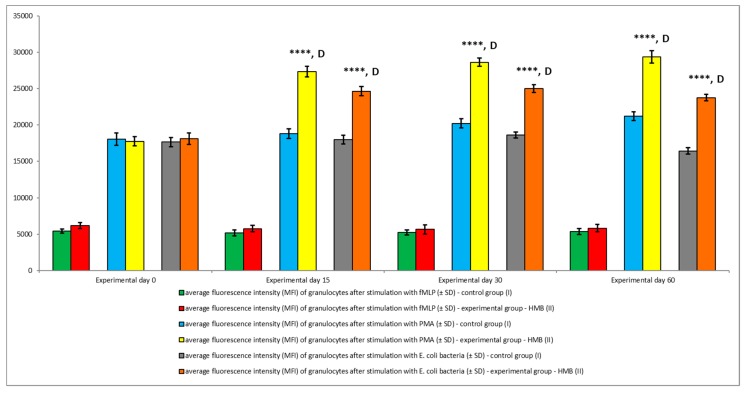 35000
30000
25000
20000
15000
10000
5000
0
****, D
****, D
****, D
****, D
****, D
****, D
Experimental day 0
Experimental day 15
Experimental day 30
Experimental day 60
average fluorescence intensity (MFI) of granulocytes after stimulation with fMLP (± SD) - control group (I)
average fluorescence intensity (MFI) of granulocytes after stimulation with fMLP (± SD) - experimental group - HMB (II)
average fluorescence intensity (MFI) of granulocytes after stimulation with PMA (± SD) - control group (I)
average fluorescence intensity (MFI) of granulocytes after stimulation with PMA (± SD) - experimental group - HMB (II)
average fluorescence intensity (MFI) of granulocytes after stimulation with E. coli bacteria (± SD) - control group (I)
average fluorescence intensity (MFI) of granulocytes after stimulation with E. coli bacteria (± SD) - experimental group - HMB (II)